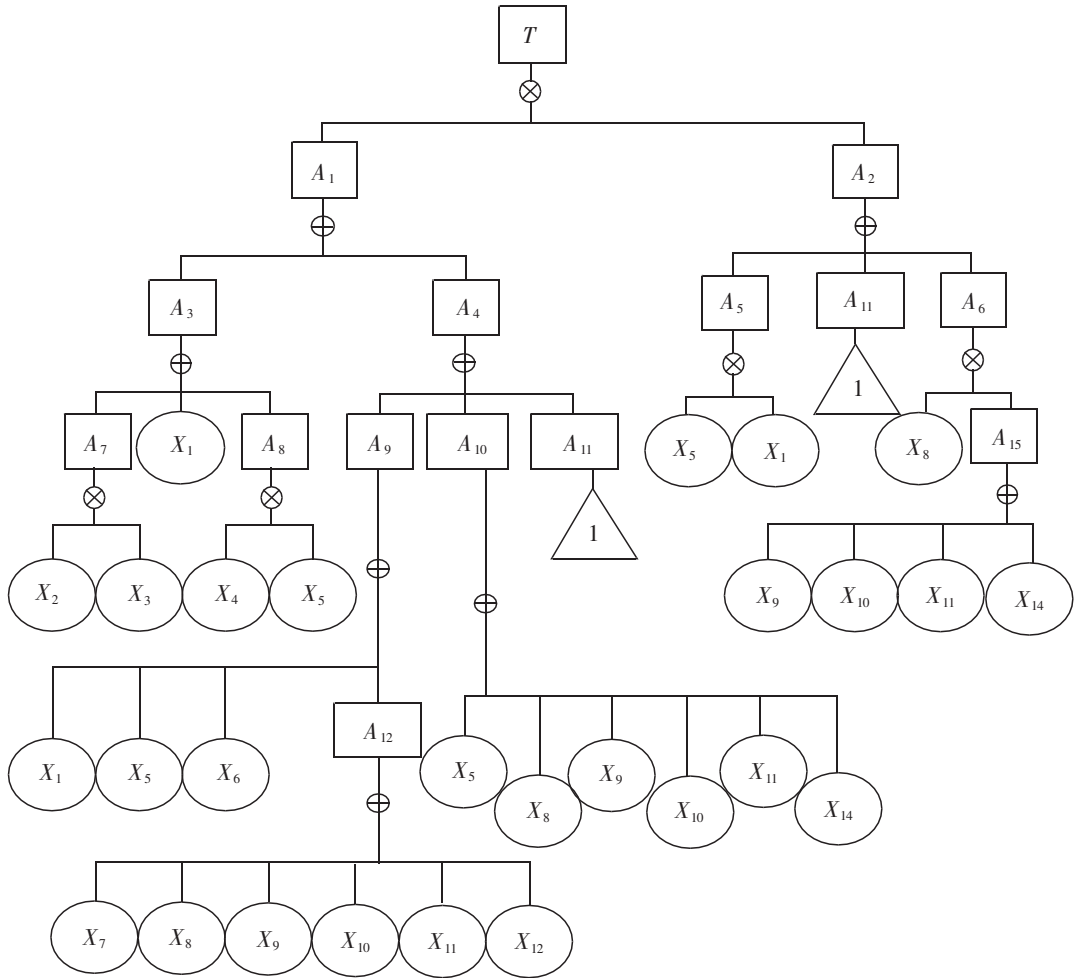 T
A₁ A₂
A₃ A₄ A₅ A₁₁ A₆
1
A₇ X₁ A₈ A₉ A₁₀ A₁₁ X₅ X₁ X₈ A₁₅
1
X₂ X₃ X₄ X₅ X₉ X₁₀ X₁₁ X₁₄
A₁₂
X₁ X₅ X₆ X₅ X₈ X₉ X₁₀ X₁₁ X₁₄
X₇ X₈ X₉ X₁₀ X₁₁ X₁₂